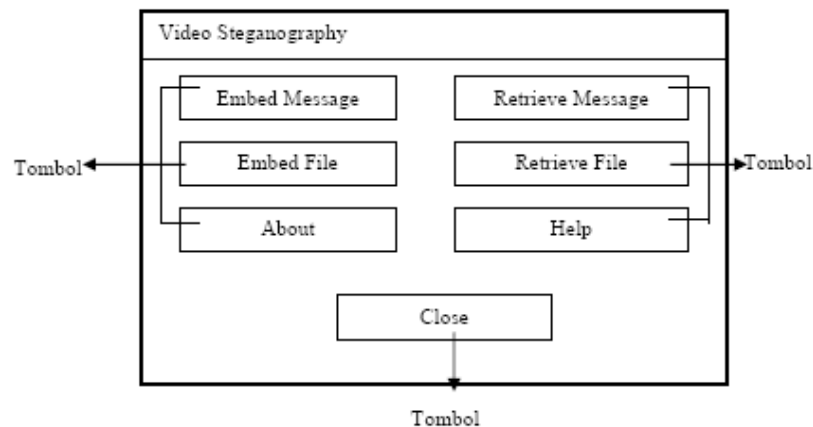 Video Steganography
Embed Message
Retrieve Message
Tombol
Embed File
Retrieve File
Tombol
About
Help
Close
Tombol